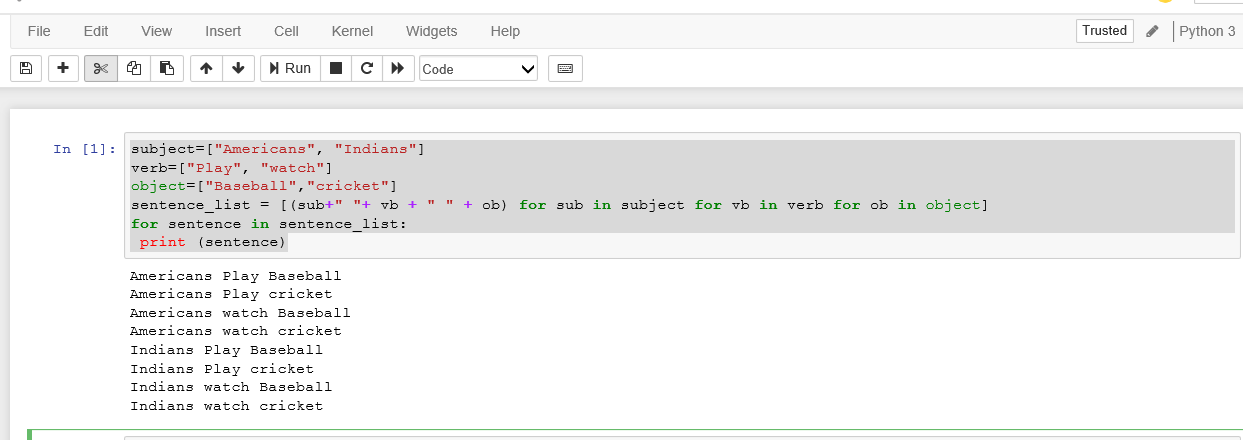 File Edit View Insert Cell Kernel Widgets Help Trusted Python 3
Run Code
In [1]: subject=["Americans", "Indians"]
verb=["Play", "watch"]
object=["Baseball","cricket"]
sentence_list = [(sub+" "+ vb + " " + ob) for sub in subject for vb in verb for ob in object]
for sentence in sentence_list:
 print (sentence)
Americans Play Baseball
Americans Play cricket
Americans watch Baseball
Americans watch cricket
Indians Play Baseball
Indians Play cricket
Indians watch Baseball
Indians watch cricket